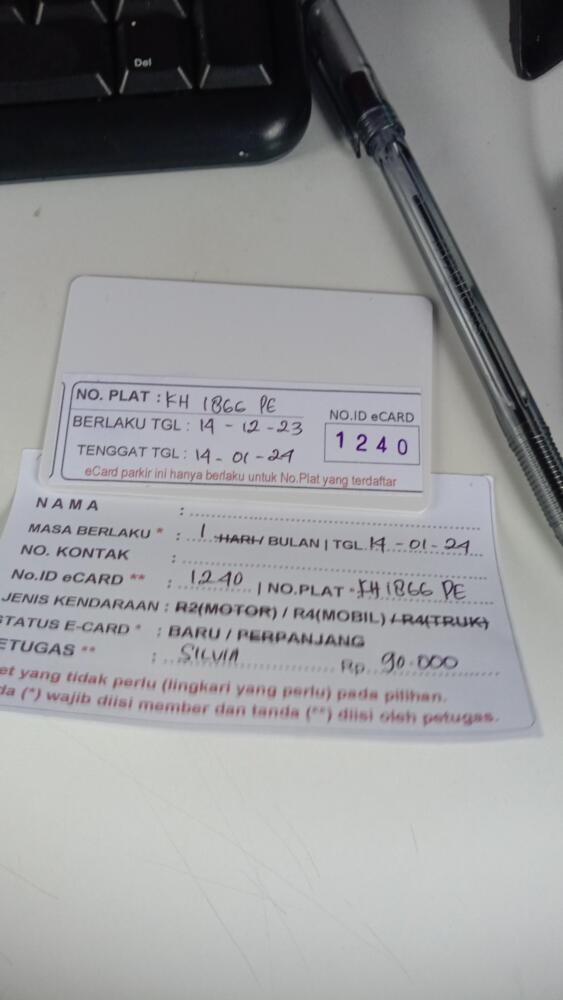 Del
NO. PLAT : KH 1866 PE
BERLAKU TGL : 14 - 12 - 23
TENGGAT TGL : 14 - 01 - 24
NO.ID eCARD
1240
eCard parkir ini hanya berlaku untuk No.Plat yang terdaftar
NAMA :
MASA BERLAKU * : 1 HARI/ BULAN | TGL. 14 - 01 - 24
NO. KONTAK :
No.ID eCARD ** : 1240 | NO.PLAT : KH 1866 PE
JENIS KENDARAAN : R2(MOTOR) / R4(MOBIL) / R4(TRUK)
STATUS E-CARD * : BARU / PERPANJANG
ETUGAS ** : SILVIA Rp. 90.000
et yang tidak perlu (lingkari yang perlu) pada pilihan.
da (*) wajib diisi member dan tanda (**) diisi oleh petugas.